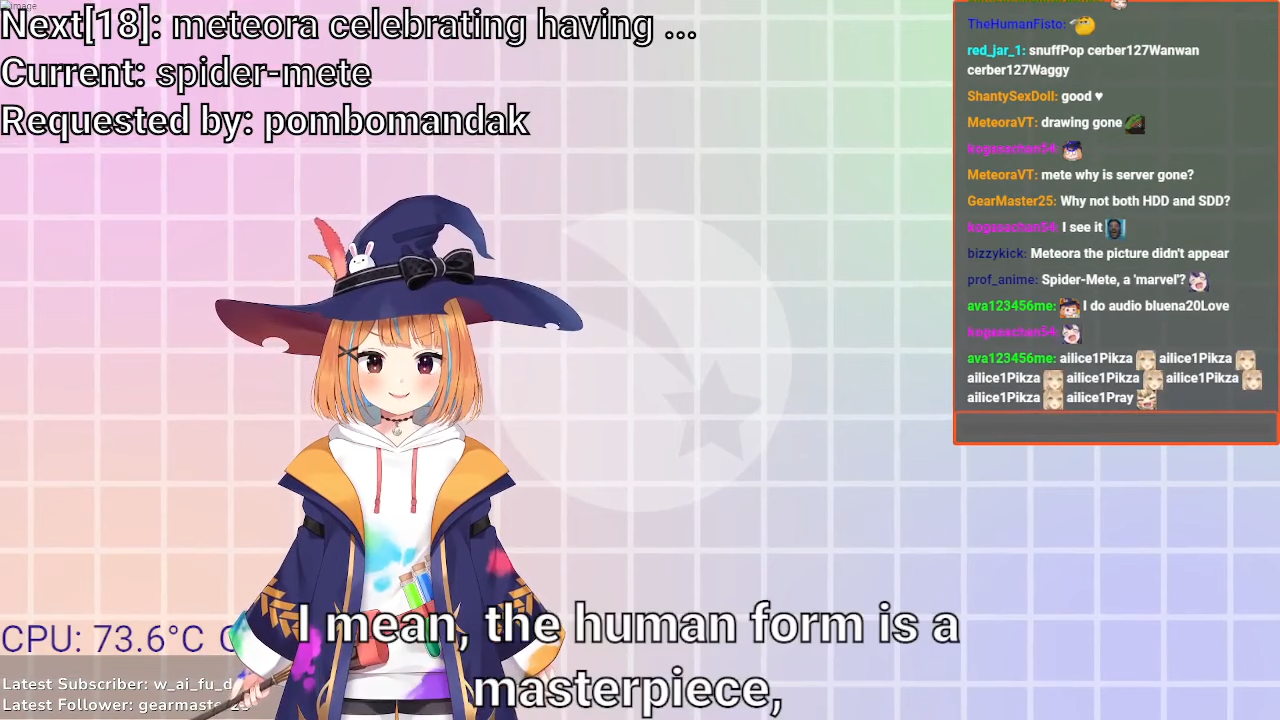 image
Next[18]: meteora celebrating having ...
Current: spider-mete
Requested by: pombomandak
TheHumanFisto:
red_jar_1: snuffPop cerber127Wanwan
cerber127Waggy
ShantySexDoll: good ♥
MeteoraVT: drawing gone
MeteoraVT: mete why is server gone?
GearMaster25: Why not both HDD and SDD?
I see it
bizzykick: Meteora the picture didn't appear
prof_anime: Spider-Mete, a 'marvel'?
ava123456me: I do audio bluena20Love
ava123456me: ailice1Pikza ailice1Pikza
ailice1Pikza ailice1Pikza ailice1Pikza
ailice1Pikza ailice1Pray
I mean, the human form is a
masterpiece,
CPU: 73.6°C
Latest Subscriber: w_ai_fu_d
Latest Follower: